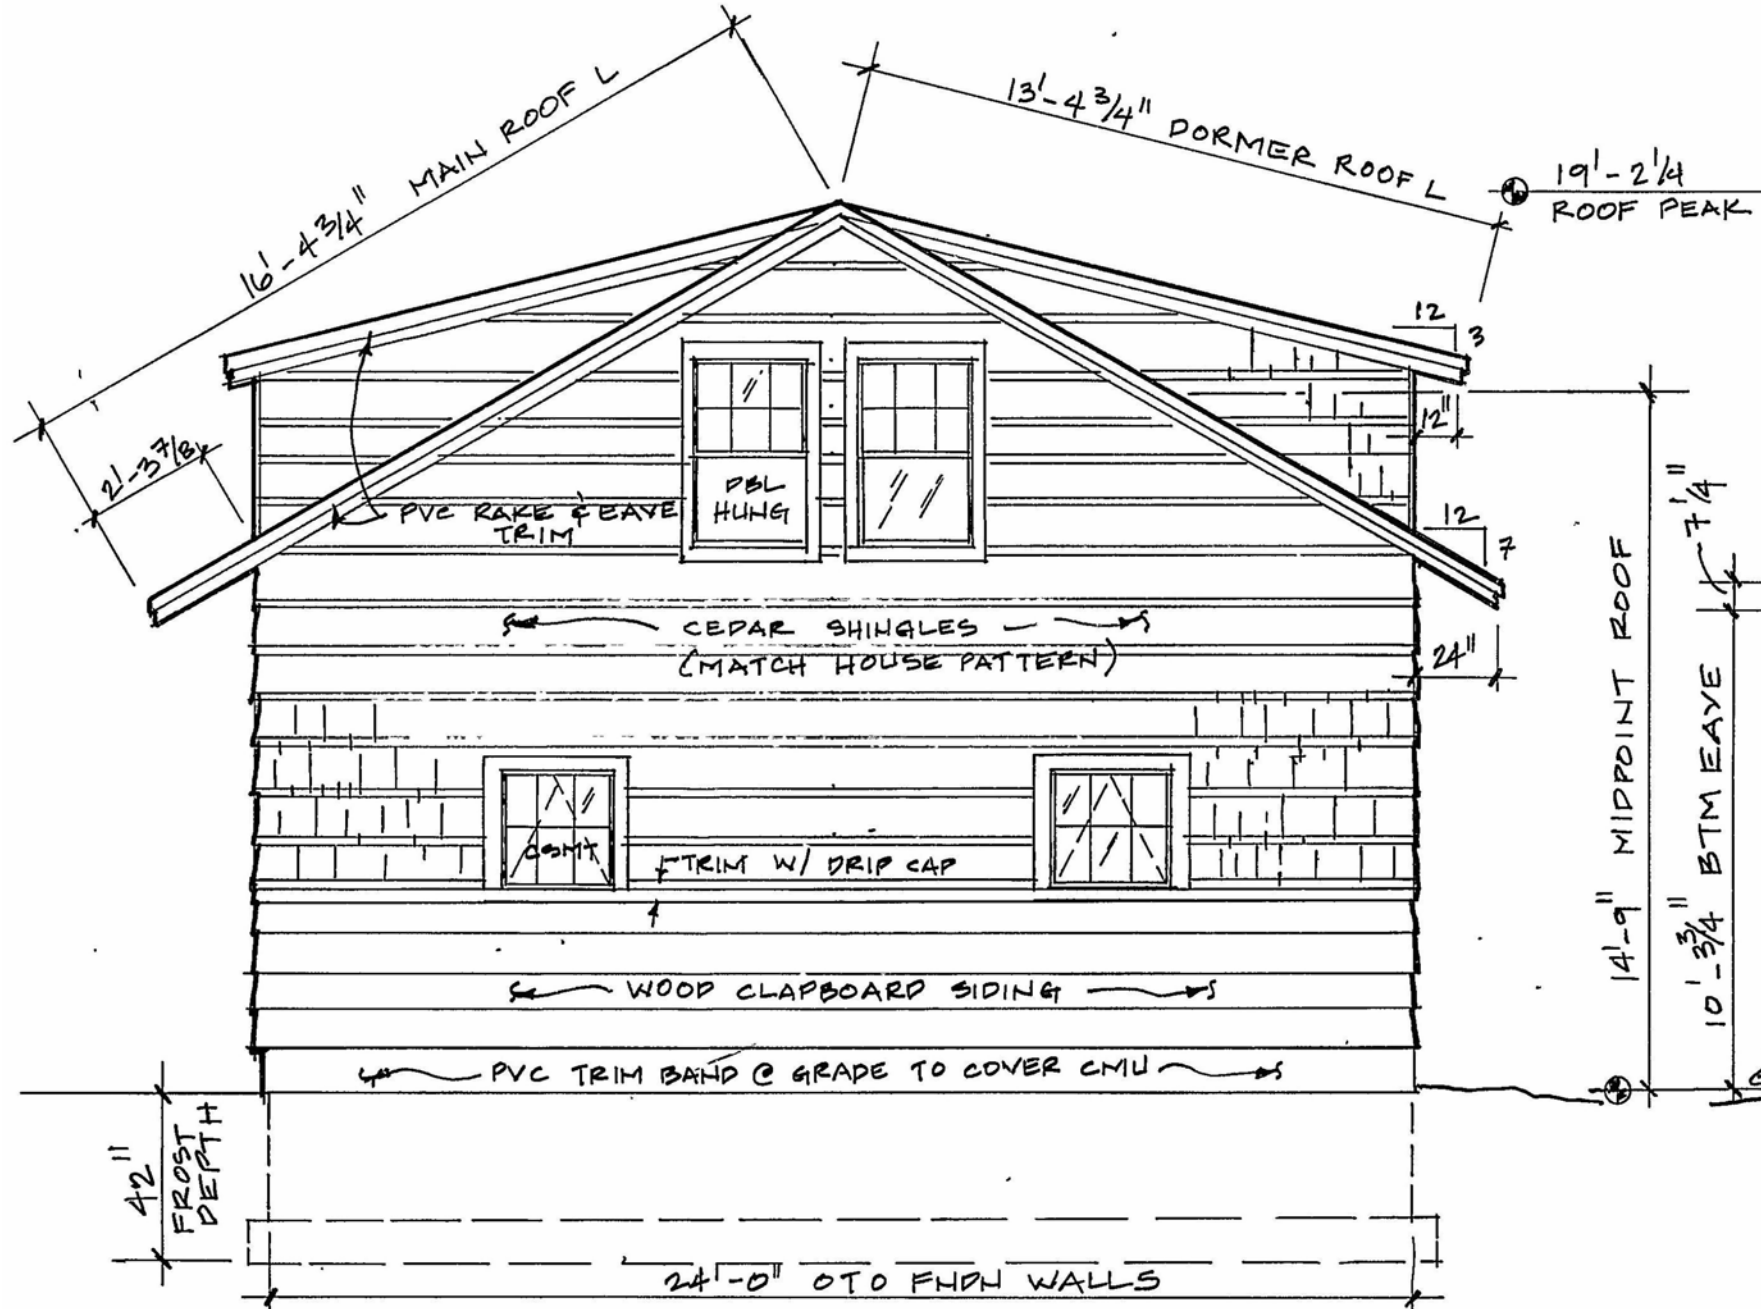 16'-4 3/4" MAIN ROOF L
13'-4 3/4" DORMER ROOF L
19'-2 1/4
ROOF PEAK
12
3
2'-3 7/8
12"
PVC RAKE & EAVE
TRIM
DBL
HUNG
12
7
7 1/4"
CEDAR SHINGLES
(MATCH HOUSE PATTERN)
24"
14'-9" MIDPOINT ROOF
10'-3 3/4" BTM EAVE
CSMT
TRIM W/ DRIP CAP
WOOD CLAPBOARD SIDING
PVC TRIM BAND @ GRADE TO COVER CMU
42"
FROST
DEPTH
24'-0" OTO FNDN WALLS